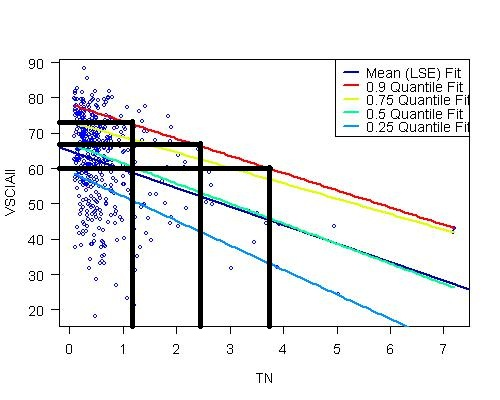 Mean (LSE) Fit
0.9 Quantile Fit
0.75 Quantile Fit
0.5 Quantile Fit
0.25 Quantile Fit
90
80
70
60
50
40
30
20
VSCIAll
0 1 2 3 4 5 6 7
TN